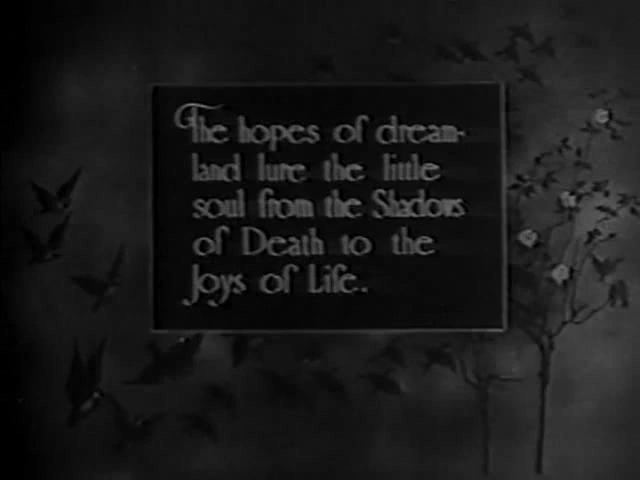 The hopes of dream-
land lure the little
soul from the Shadows
of Death to the
Joys of Life..